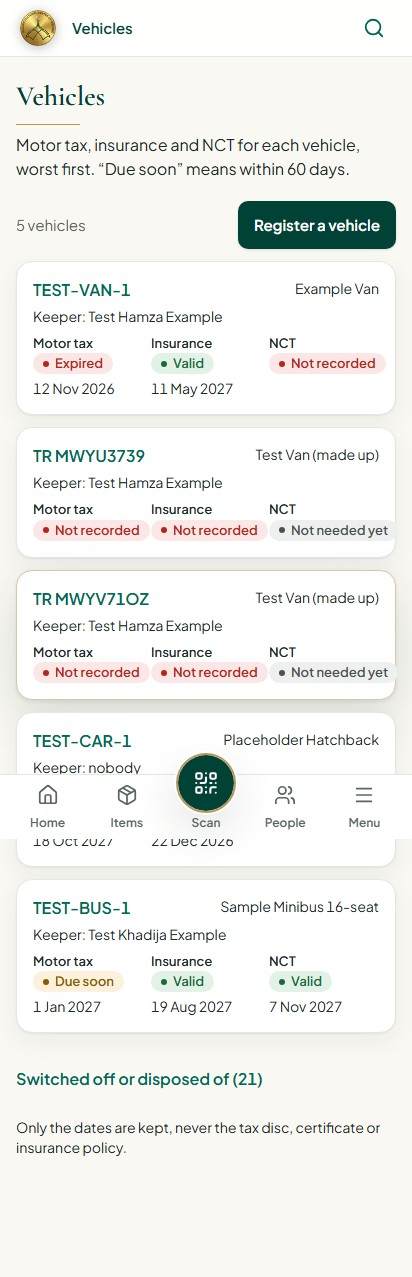 Vehicles
Vehicles
Motor tax, insurance and NCT for each vehicle,
worst first. “Due soon” means within 60 days.
5 vehicles
Register a vehicle
TEST-VAN-1
Example Van
Keeper: Test Hamza Example
Motor tax Insurance NCT
Expired Valid Not recorded
12 Nov 2026 11 May 2027
TR MWYU3739
Test Van (made up)
Keeper: Test Hamza Example
Motor tax Insurance NCT
Not recorded Not recorded Not needed yet
TR MWYV71OZ
Test Van (made up)
Keeper: Test Hamza Example
Motor tax Insurance NCT
Not recorded Not recorded Not needed yet
TEST-CAR-1
Placeholder Hatchback
Keeper: nobody
Home Items Scan People Menu
18 Oct 2027 22 Dec 2026
TEST-BUS-1
Sample Minibus 16-seat
Keeper: Test Khadija Example
Motor tax Insurance NCT
Due soon Valid Valid
1 Jan 2027 19 Aug 2027 7 Nov 2027
Switched off or disposed of (21)
Only the dates are kept, never the tax disc, certificate or
insurance policy.